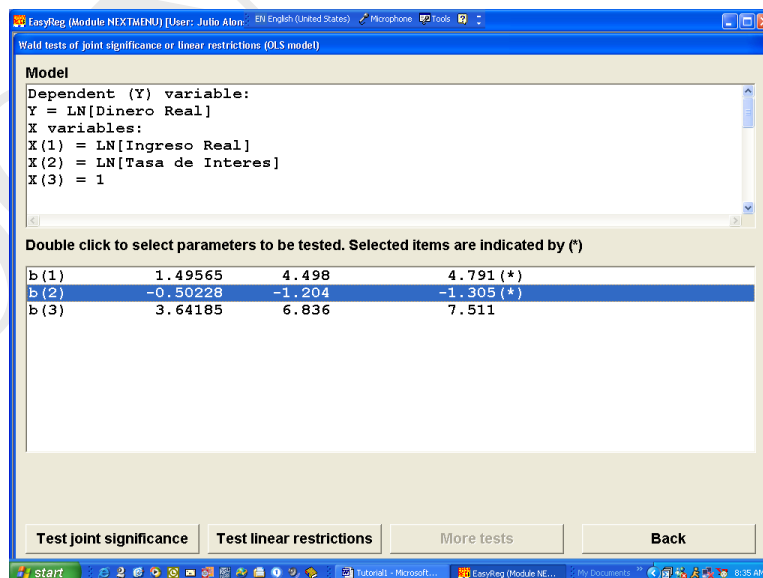 EasyReg (Module NEXTMENU) [User: Julio Alon
EN English (United States) Microphone Tools
Wald tests of joint significance or linear restrictions (OLS model)
Model
Dependent (Y) variable:
Y = LN[Dinero Real]
X variables:
X(1) = LN[Ingreso Real]
X(2) = LN[Tasa de Interes]
X(3) = 1
Double click to select parameters to be tested. Selected items are indicated by (*)
b(1) 1.49565 4.498 4.791(*)
b(2) -0.50228 -1.204 -1.305(*)
b(3) 3.64185 6.836 7.511
Test joint significance Test linear restrictions More tests Back
start Tutorial1 - Microsoft... EasyReg (Module NE... My Documents » 8:35 AM